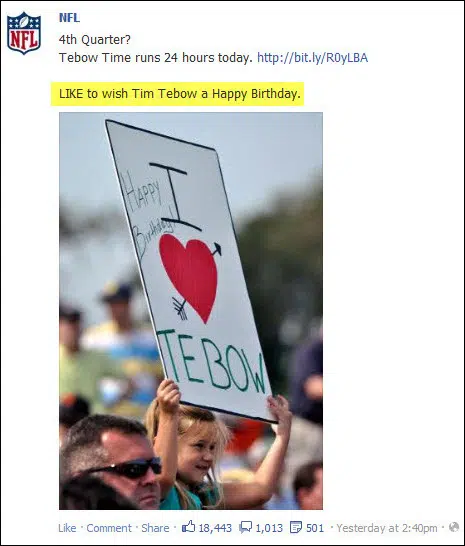 NFL
NFL
4th Quarter?
Tebow Time runs 24 hours today. http://bit.ly/R0yLBA
LIKE to wish Tim Tebow a Happy Birthday.
I
HAPPY
Birthday!
TEBOW
Like · Comment · Share · 18,443 1,013 501 · Yesterday at 2:40pm ·